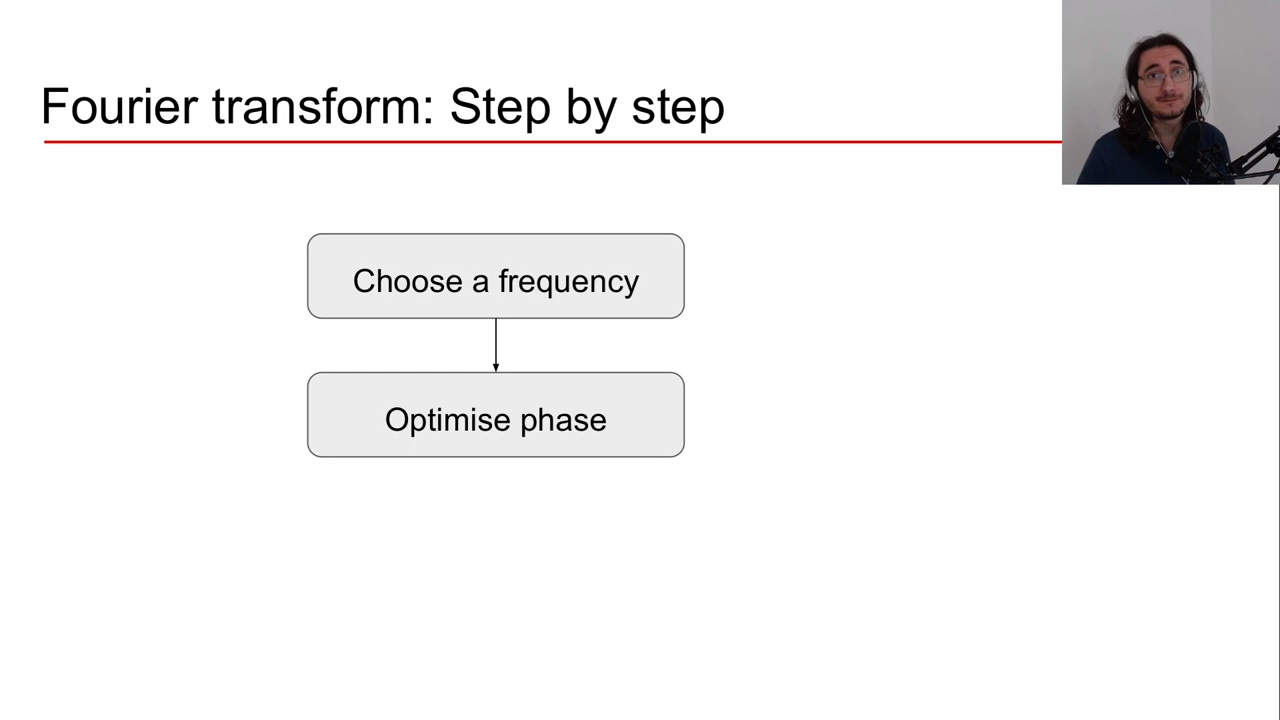 Fourier transform: Step by step
Choose a frequency
Optimise phase